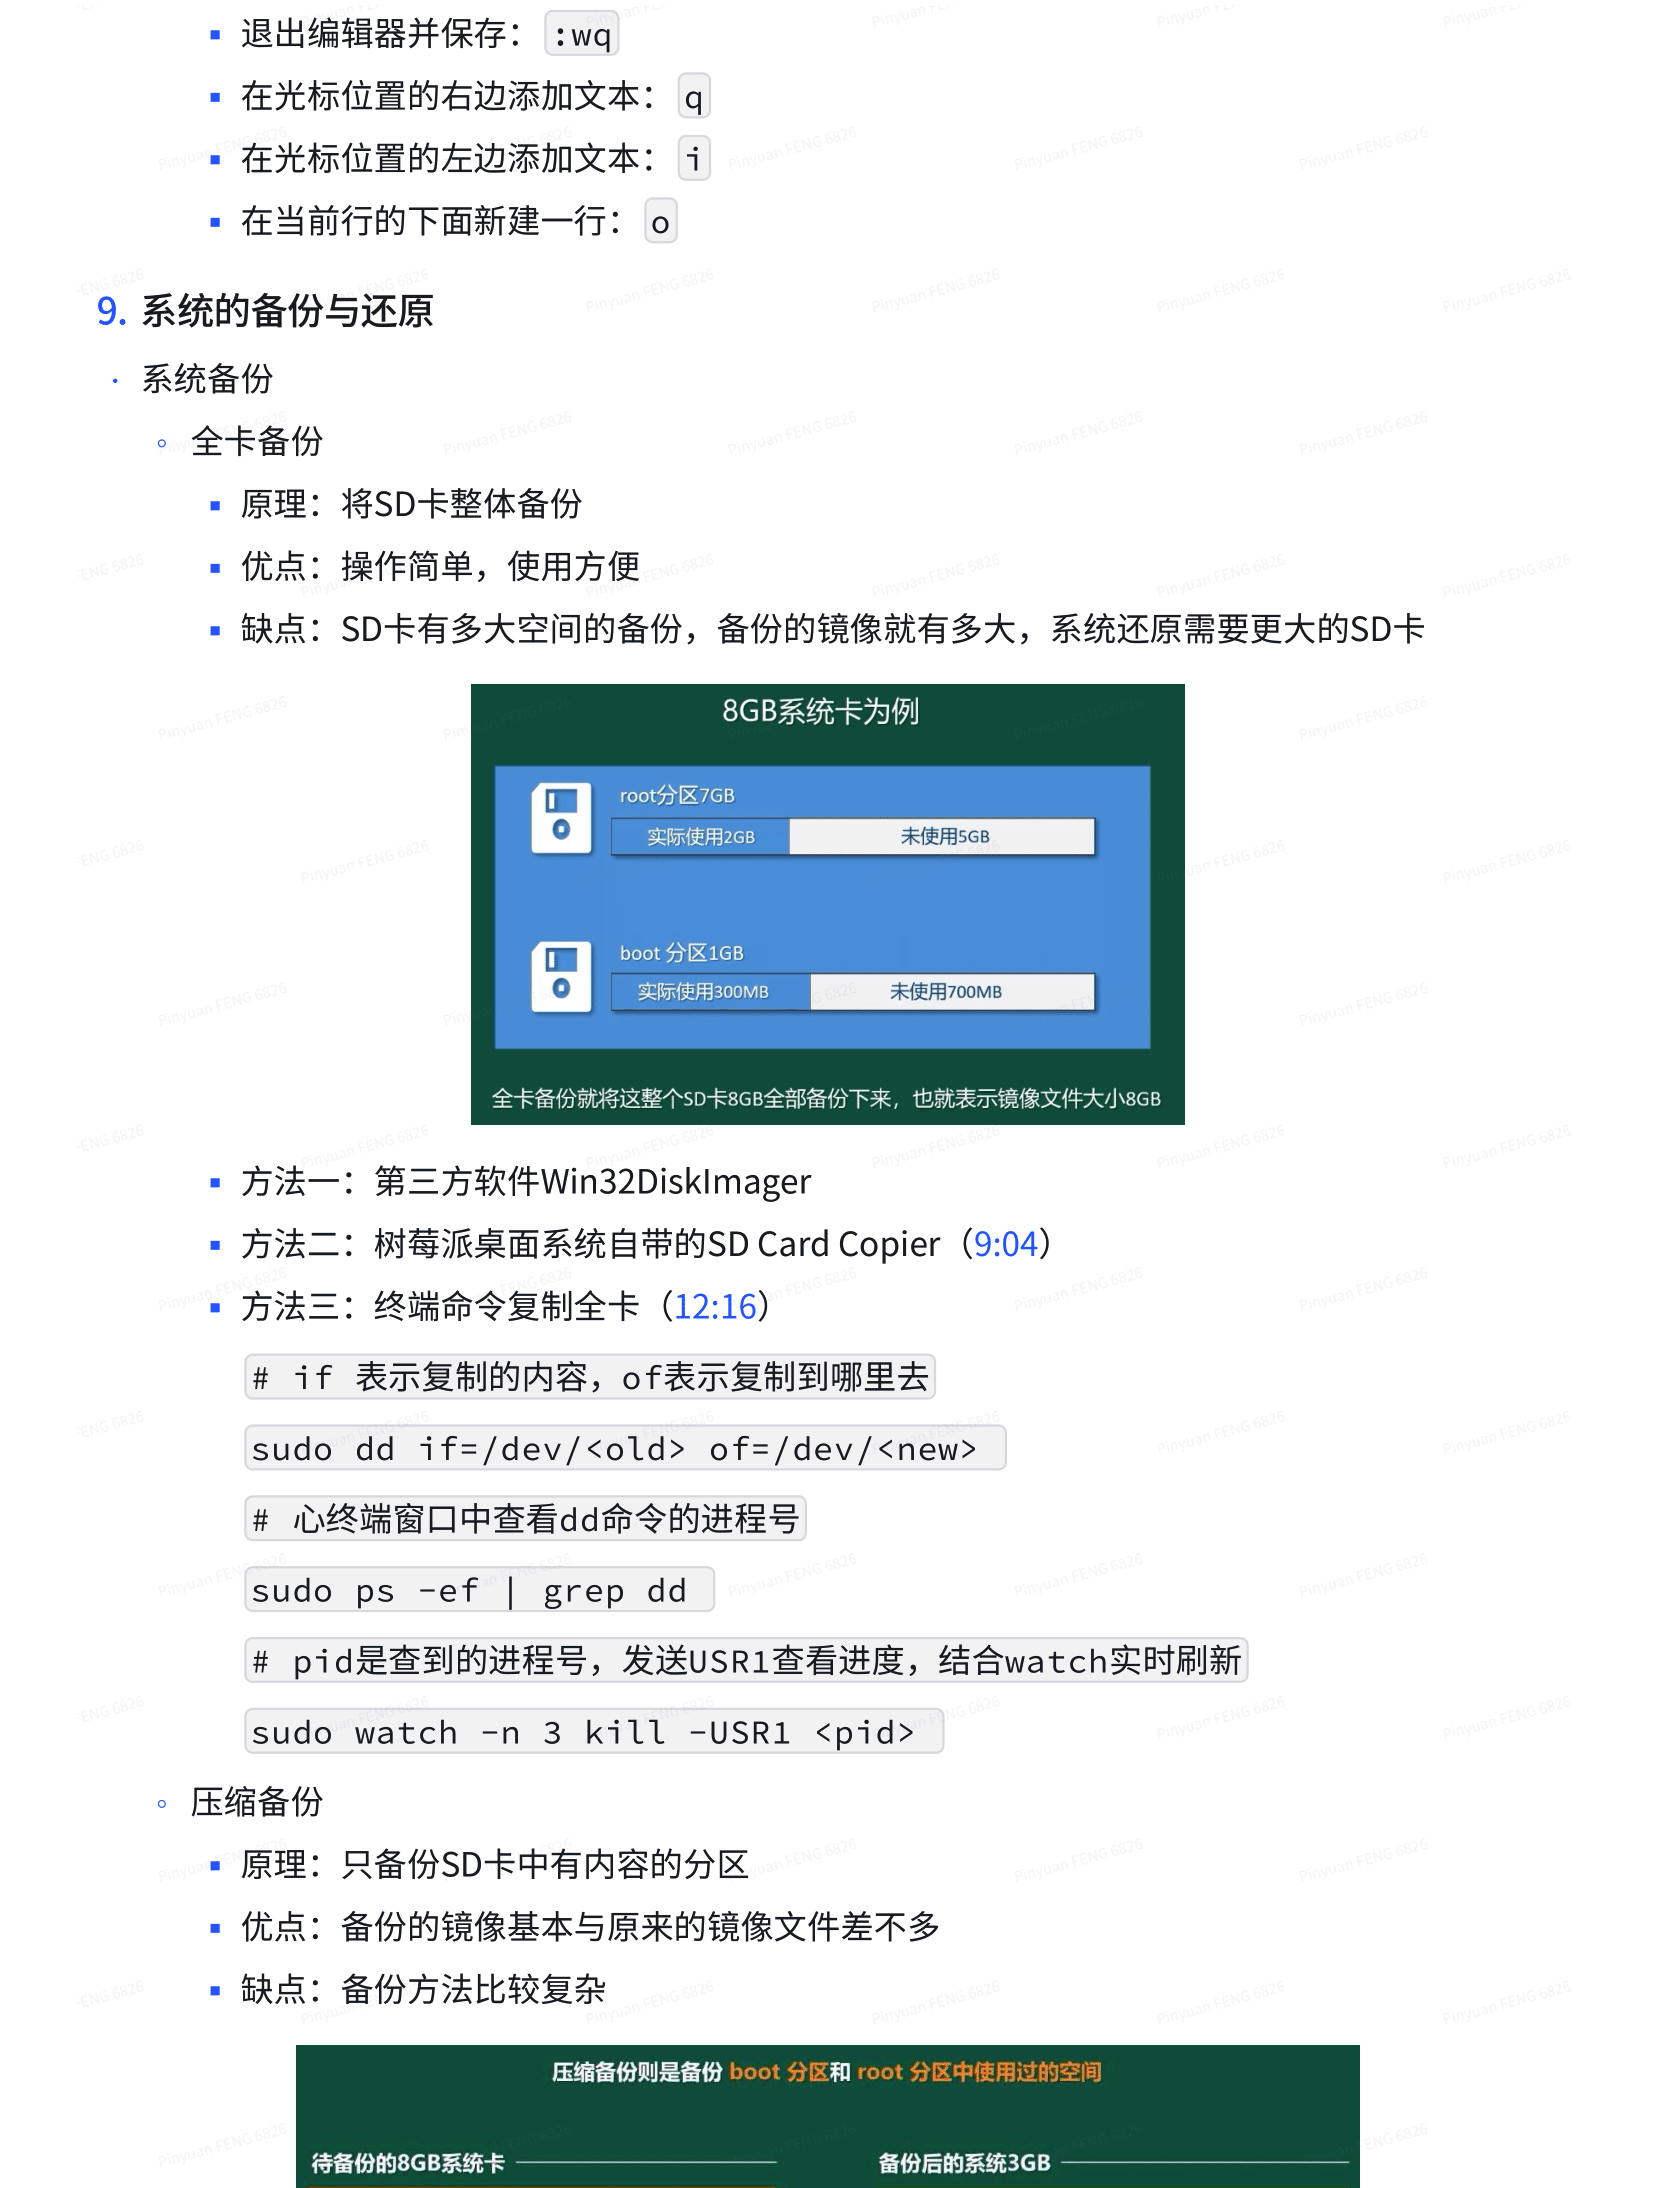 退出编辑器并保存： :wq
在光标位置的右边添加文本： q
在光标位置的左边添加文本： i
在当前行的下面新建一行： o
9. 系统的备份与还原
系统备份
全卡备份
原理：将SD卡整体备份
优点：操作简单，使用方便
缺点：SD卡有多大空间的备份，备份的镜像就有多大，系统还原需要更大的SD卡
8GB系统卡为例
root分区7GB
实际使用2GB 未使用5GB
boot 分区1GB
实际使用300MB 未使用700MB
全卡备份就将这整个SD卡8GB全部备份下来，也就表示镜像文件大小8GB
方法一：第三方软件Win32DiskImager
方法二：树莓派桌面系统自带的SD Card Copier（9:04）
方法三：终端命令复制全卡（12:16）
# if 表示复制的内容，of表示复制到哪里去
sudo dd if=/dev/<old> of=/dev/<new>
# 心终端窗口中查看dd命令的进程号
sudo ps -ef | grep dd
# pid是查到的进程号，发送USR1查看进度，结合watch实时刷新
sudo watch -n 3 kill -USR1 <pid>
压缩备份
原理：只备份SD卡中有内容的分区
优点：备份的镜像基本与原来的镜像文件差不多
缺点：备份方法比较复杂
压缩备份则是备份 boot 分区和 root 分区中使用过的空间
待备份的8GB系统卡 备份后的系统3GB
Pinyuan FENG 6826